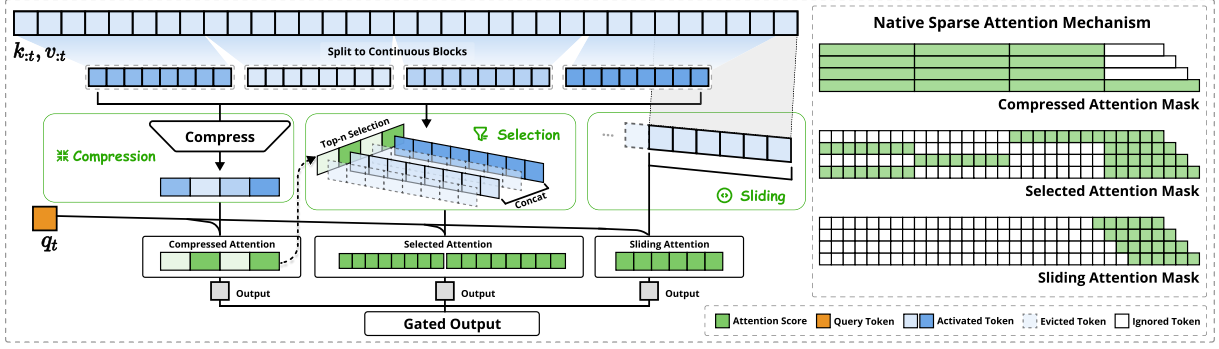 k:t, v:t
Split to Continuous Blocks
Compression
Compress
Top-n Selection
Selection
Concat
...
Sliding
qt
Compressed Attention
Selected Attention
Sliding Attention
Output
Output
Output
Gated Output
Native Sparse Attention Mechanism
Compressed Attention Mask
Selected Attention Mask
Sliding Attention Mask
Attention Score
Query Token
Activated Token
Evicted Token
Ignored Token